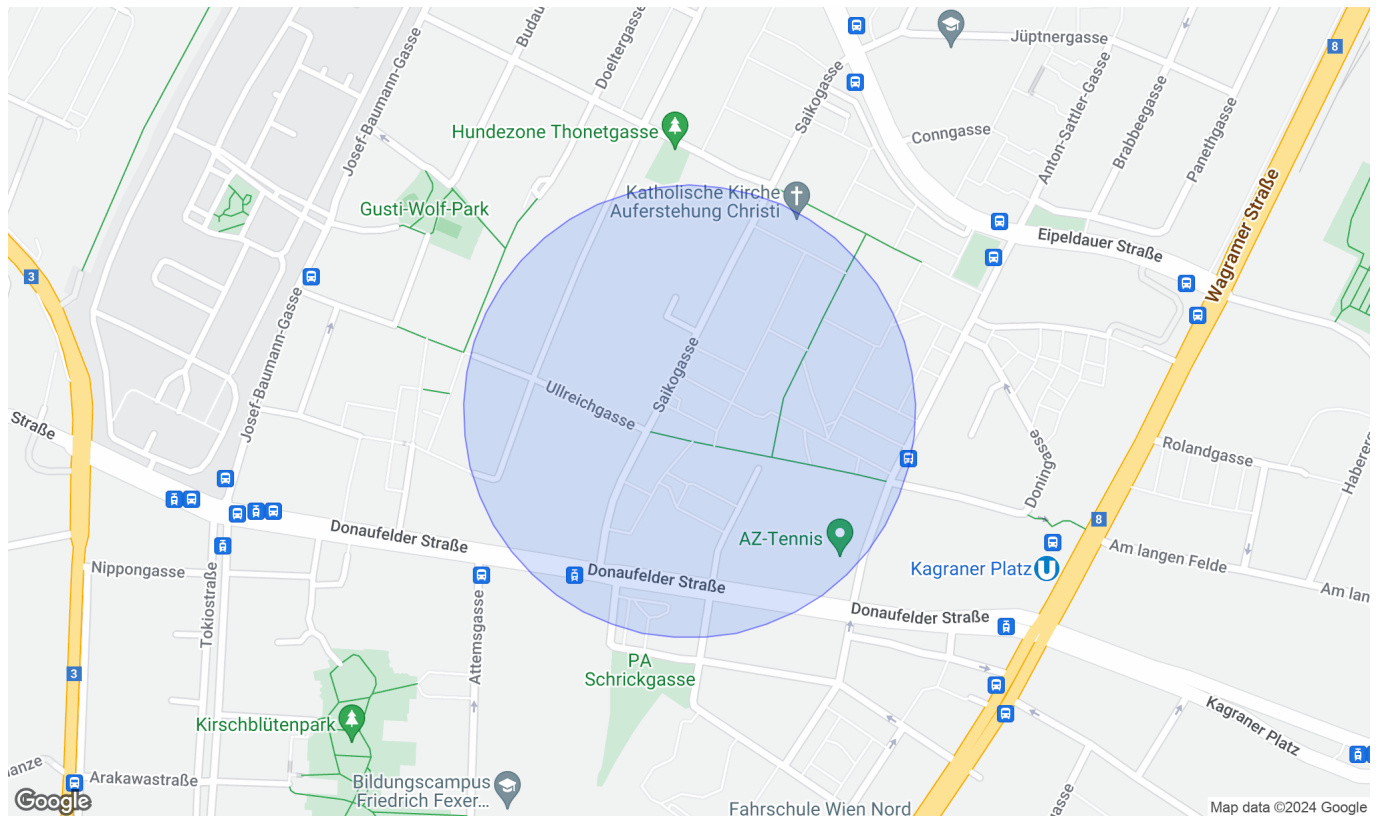 Budau
Doeltergasse
Josef-Baumann-Gasse
Saikogasse
Jüptnergasse
8
Hundezone Thonetgasse
Conngasse
Anton-Sattler-Gasse
Brabbeegasse
Panethgasse
Katholische Kirche
Auferstehung Christi
Gusti-Wolf-Park
Eipeldauer Straße
Wagramer Straße
3
Josef-Baumann-Gasse
Saikogasse
Ullreichgasse
Straße
Rolandgasse
Doningasse
Haberer
8
Donaufelder Straße
AZ-Tennis
Am langen Felde
Kagraner Platz
U
Nippongasse
Donaufelder Straße
Am lan
Tokiostraße
Attemsgasse
Donaufelder Straße
3
PA
Schrickgasse
Kirschblütenpark
Kagraner Platz
anze
Arakawastraße
Bildungscampus
Friedrich Fexer...
Fahrschule Wien Nord
gasse
Google
Map data ©2024 Google